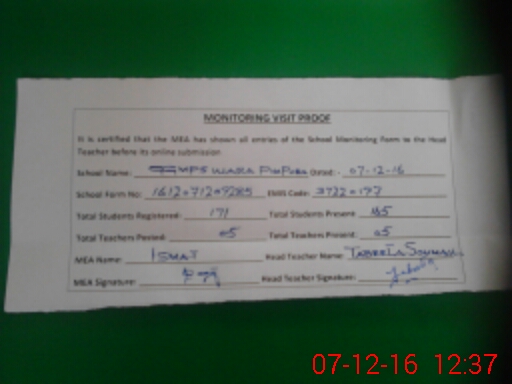 MONITORING VISIT PROOF
It is certified that the MEA has shown all entries of the School Monitoring Form to the Head
Teacher before its online submission
School Name: GMPS WARA Dated:- 07-12-16
School Form No: EMIS Code:
Total Students Registered: 171 Total Students Present:
Total Teachers Posted: 05 Total Teachers Present: 05
MEA Name: ISMAT Head Teacher Name:
MEA Signature: Head Teacher Signature:
07-12-16 12:37